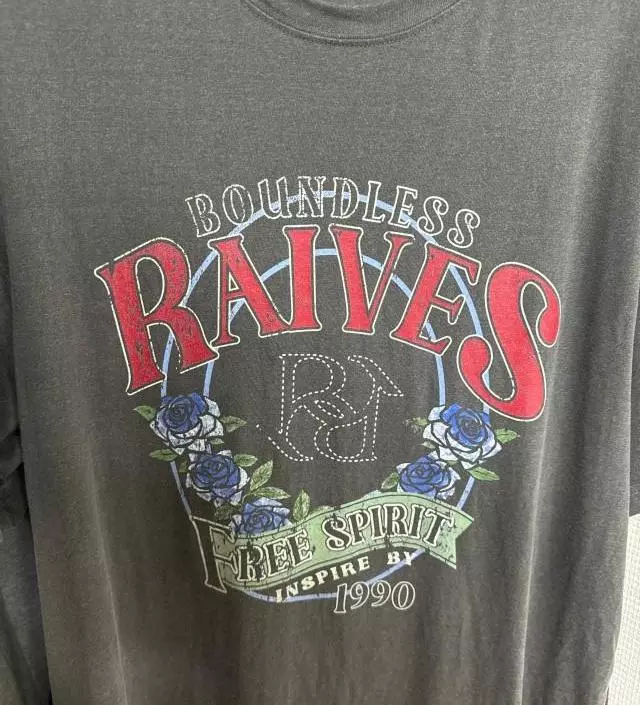 BOUNDLESS
RAIVES
FREE SPIRIT
INSPIRE BY
1990